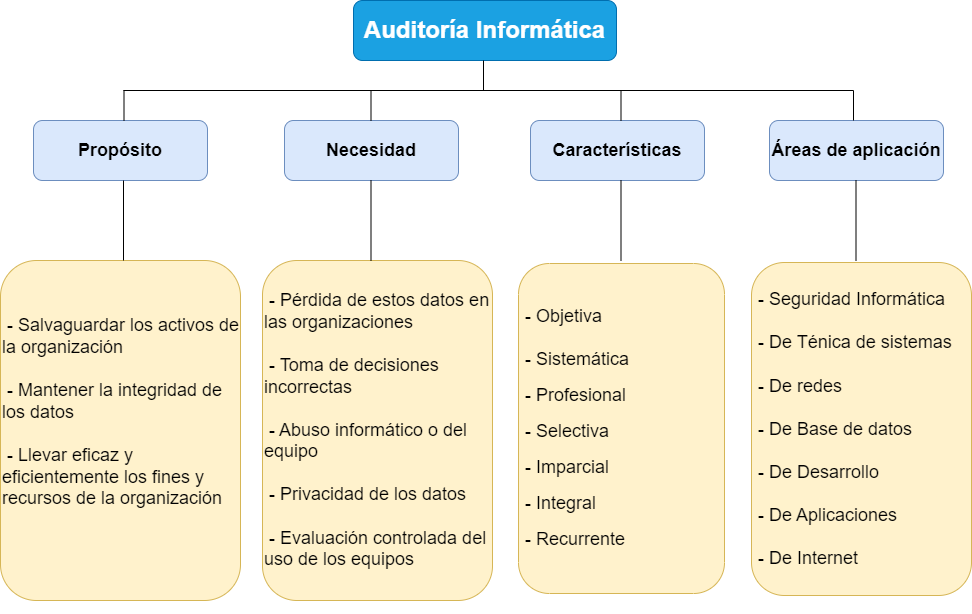 Auditoría Informática
Propósito
Necesidad
Características
Áreas de aplicación
- Salvaguardar los activos de
la organización
- Mantener la integridad de
los datos
- Llevar eficaz y
eficientemente los fines y
recursos de la organización
- Pérdida de estos datos en
las organizaciones
- Toma de decisiones
incorrectas
- Abuso informático o del
equipo
- Privacidad de los datos
- Evaluación controlada del
uso de los equipos
- Objetiva
- Sistemática
- Profesional
- Selectiva
- Imparcial
- Integral
- Recurrente
- Seguridad Informática
- De Ténica de sistemas
- De redes
- De Base de datos
- De Desarrollo
- De Aplicaciones
- De Internet